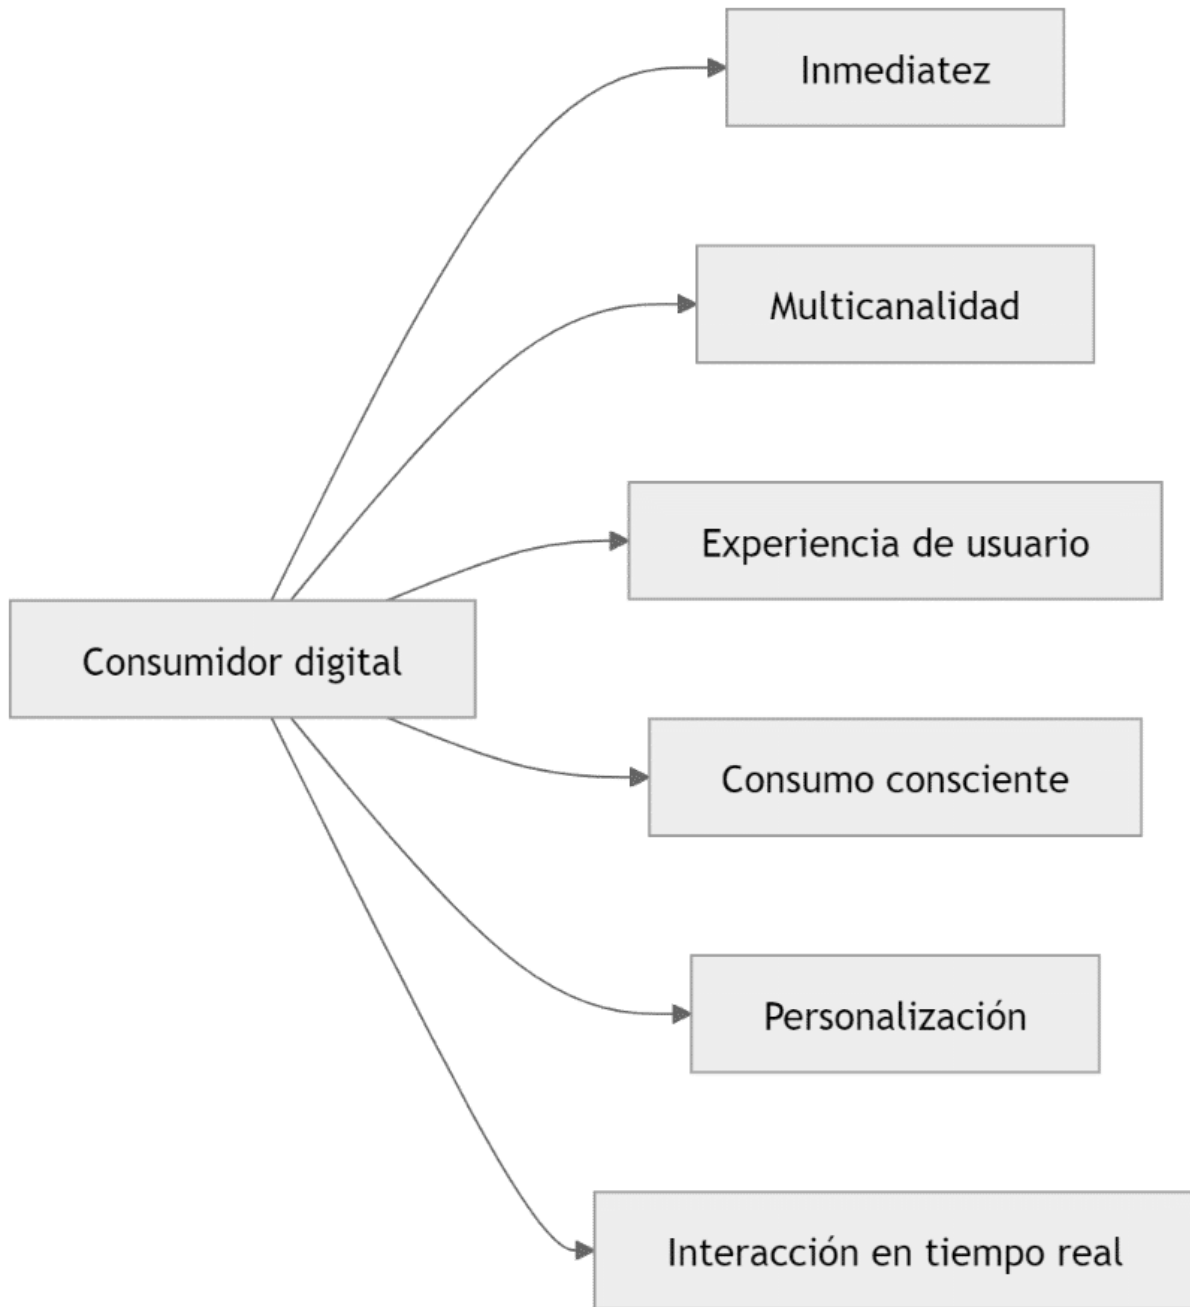 Inmediatez
Multicanalidad
Experiencia de usuario
Consumidor digital
Consumo consciente
Personalización
Interacción en tiempo real